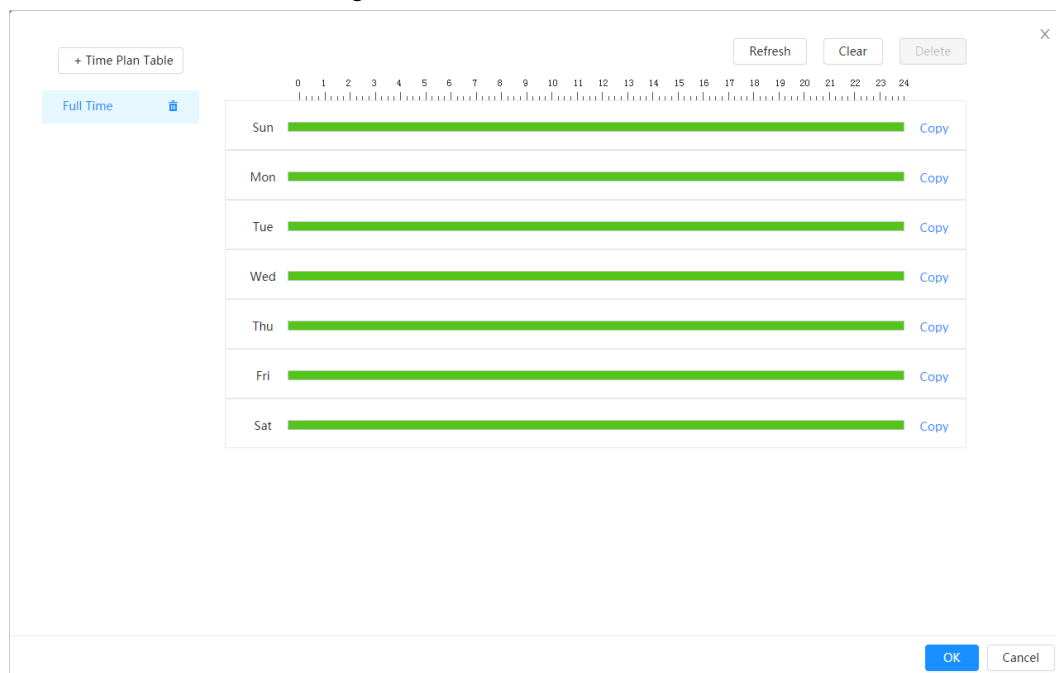 + Time Plan Table
Refresh Clear Delete
Full Time
0 1 2 3 4 5 6 7 8 9 10 11 12 13 14 15 16 17 18 19 20 21 22 23 24
Sun Copy
Mon Copy
Tue Copy
Wed Copy
Thu Copy
Fri Copy
Sat Copy
OK Cancel